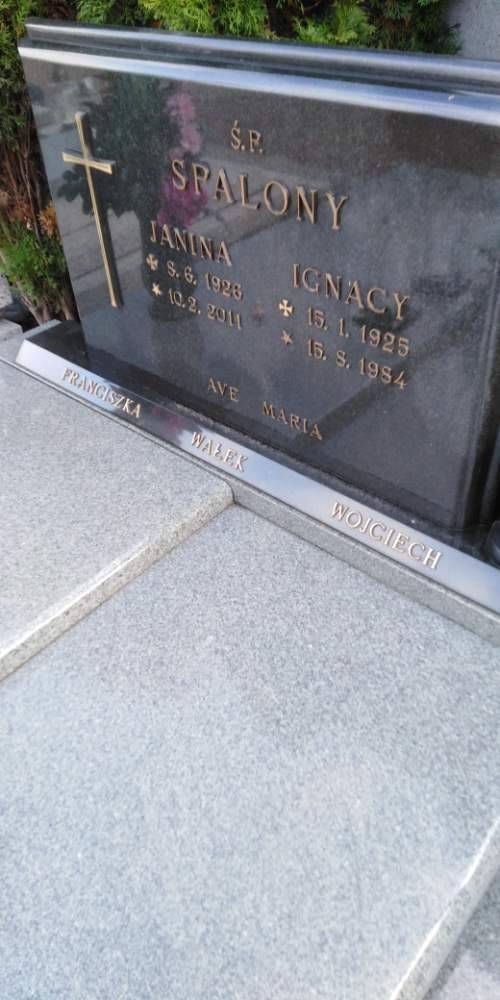 Ś.P.
SPALONY
JANINA
✠ 8. 6. 1926
★ 10. 2. 2011
IGNACY
✠ 15. 1. 1925
★ 15. 8. 1984
AVE MARIA
FRANCISZKA WAŁEK WOJCIECH